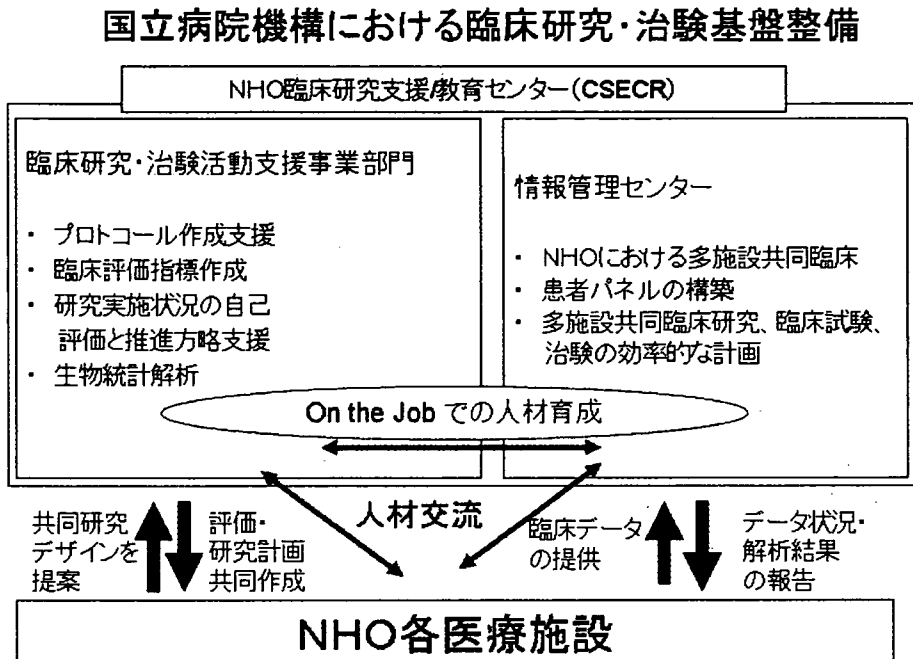 国立病院機構における臨床研究・治験基盤整備
NHO臨床研究支援/教育センター(CSECR)
臨床研究・治験活動支援事業部門
・ プロトコール作成支援
・ 臨床評価指標作成
・ 研究実施状況の自己
評価と推進方略支援
・ 生物統計解析
情報管理センター
・ NHOにおける多施設共同臨床
・ 患者パネルの構築
・ 多施設共同臨床研究、臨床試験、
治験の効率的な計画
On the Job での人材育成
人材交流
共同研究
デザインを
提案
評価・
研究計画
共同作成
臨床データ
の提供
データ状況・
解析結果
の報告
NHO各医療施設